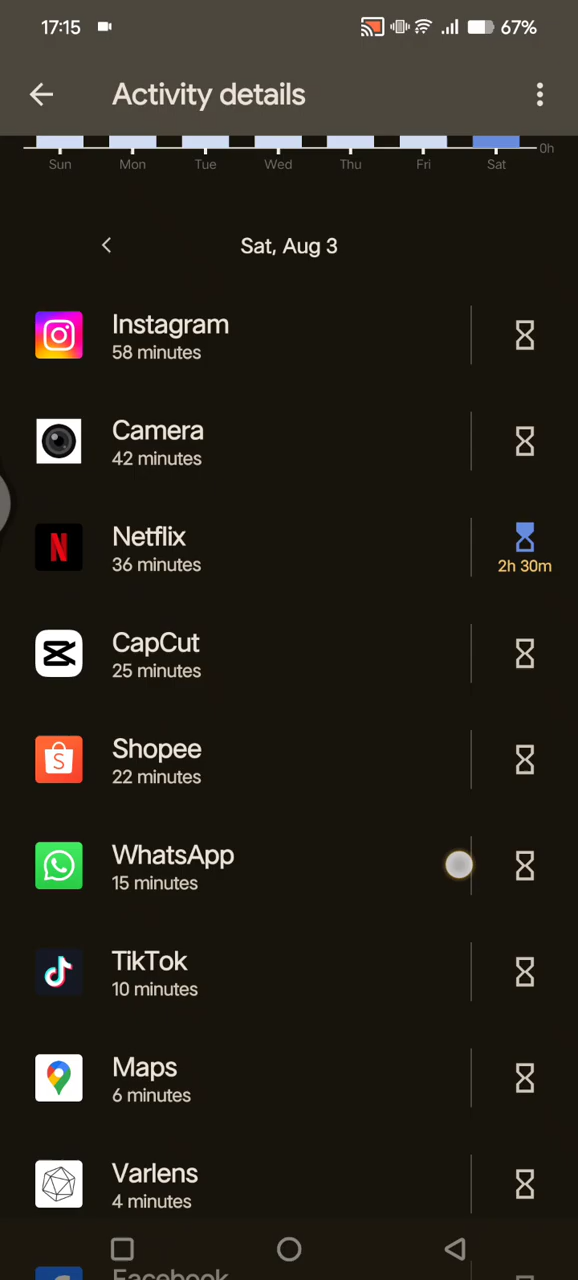 17:15 67%
Activity details
0h
Sun Mon Tue Wed Thu Fri Sat
Sat, Aug 3
Instagram
58 minutes
Camera
42 minutes
Netflix
36 minutes
2h 30m
CapCut
25 minutes
Shopee
22 minutes
WhatsApp
15 minutes
TikTok
10 minutes
Maps
6 minutes
Varlens
4 minutes
Facebook